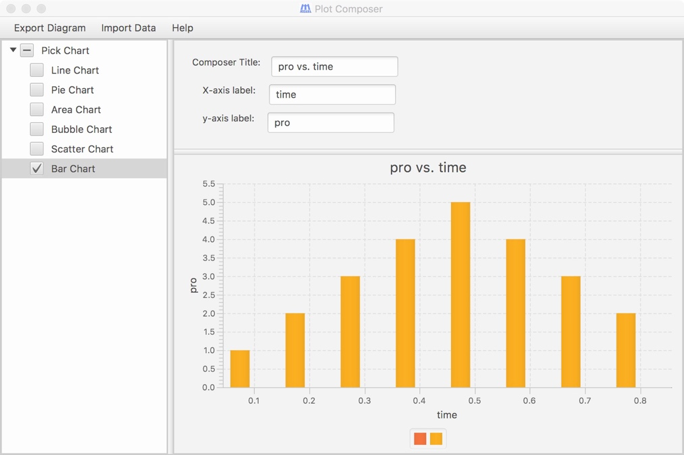 Plot Composer
Export Diagram Import Data Help
Pick Chart
Line Chart
Pie Chart
Area Chart
Bubble Chart
Scatter Chart
Bar Chart
Composer Title: pro vs. time
X-axis label: time
y-axis label: pro
pro vs. time
5.5
5.0
4.5
4.0
3.5
3.0
2.5
2.0
1.5
1.0
0.5
0.0
pro
0.1 0.2 0.3 0.4 0.5 0.6 0.7 0.8
time